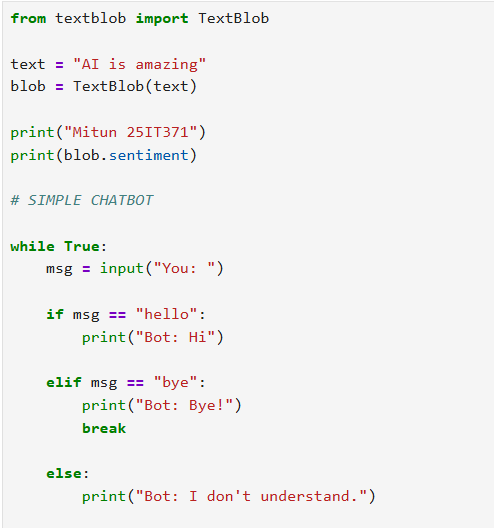 from textblob import TextBlob
text = "AI is amazing"
blob = TextBlob(text)
print("Mitun 25IT371")
print(blob.sentiment)
# SIMPLE CHATBOT
while True:
    msg = input("You: ")
    if msg == "hello":
        print("Bot: Hi")
    elif msg == "bye":
        print("Bot: Bye!")
        break
    else:
        print("Bot: I don't understand.")